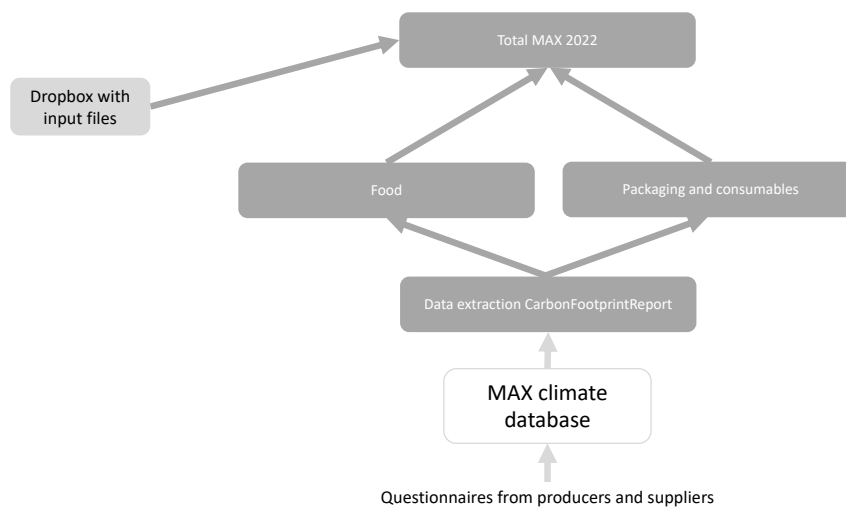 Total MAX 2022
Dropbox with
input files
Food
Packaging and consumables
Data extraction CarbonFootprintReport
MAX climate
database
Questionnaires from producers and suppliers